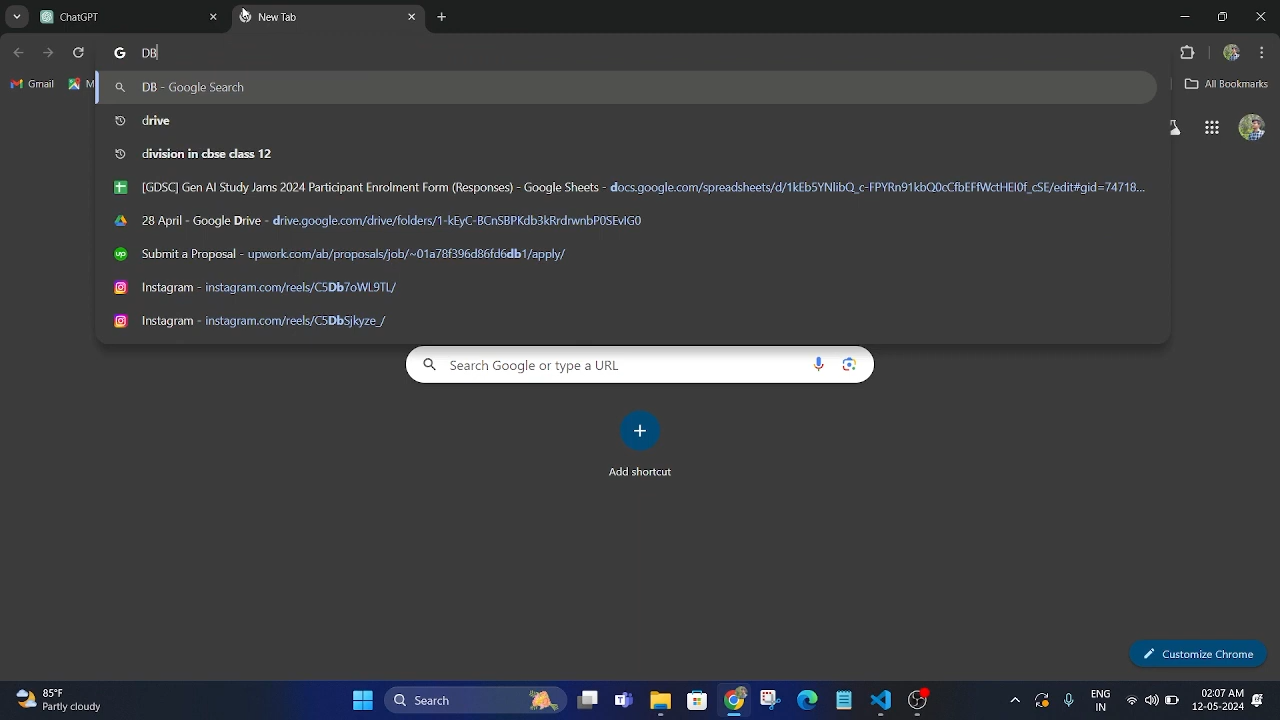 ChatGPT
New Tab
DB
Gmail
M
All Bookmarks
DB - Google Search
drive
division in cbse class 12
[GDSC] Gen AI Study Jams 2024 Participant Enrolment Form (Responses) - Google Sheets - docs.google.com/spreadsheets/d/1kEb5YNlibQ_c-FPYRn91kbQ0cCfbEFfWctHEl0f_cSE/edit#gid=74718...
28 April - Google Drive - drive.google.com/drive/folders/1-kEyC-BCnSBPKdb3kRrdrwnbP0SEvIG0
Submit a Proposal - upwork.com/ab/proposals/job/~01a78f396d86fd6db1/apply/
Instagram - instagram.com/reels/C5Db7oWL9TL/
Instagram - instagram.com/reels/C5DbSjkyze_/
Search Google or type a URL
Add shortcut
Customize Chrome
85°F
Partly cloudy
Search
ENG
IN
02:07 AM
12-05-2024